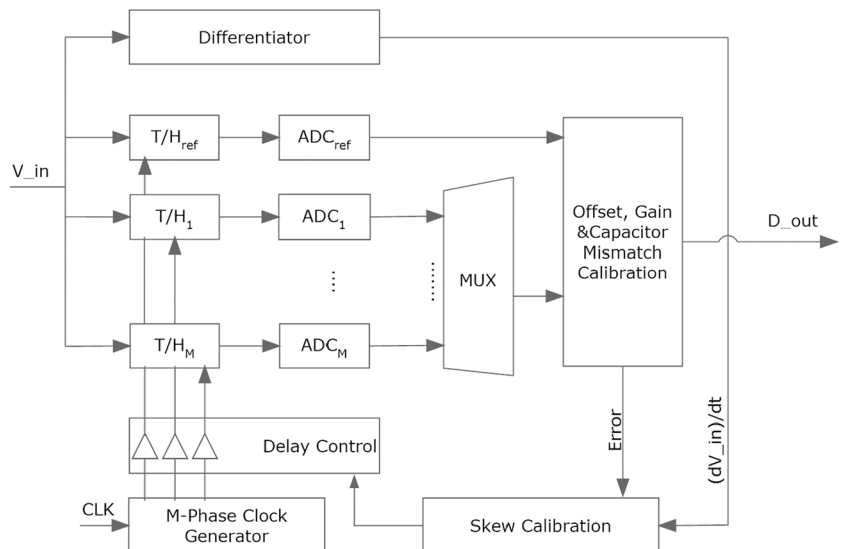 Differentiator
T/Href
ADCref
V_in
T/H1
ADC1
Offset, Gain
&Capacitor
Mismatch
Calibration
D_out
MUX
T/HM
ADCM
Error
(dV_in)/dt
Delay Control
CLK
M-Phase Clock
Generator
Skew Calibration